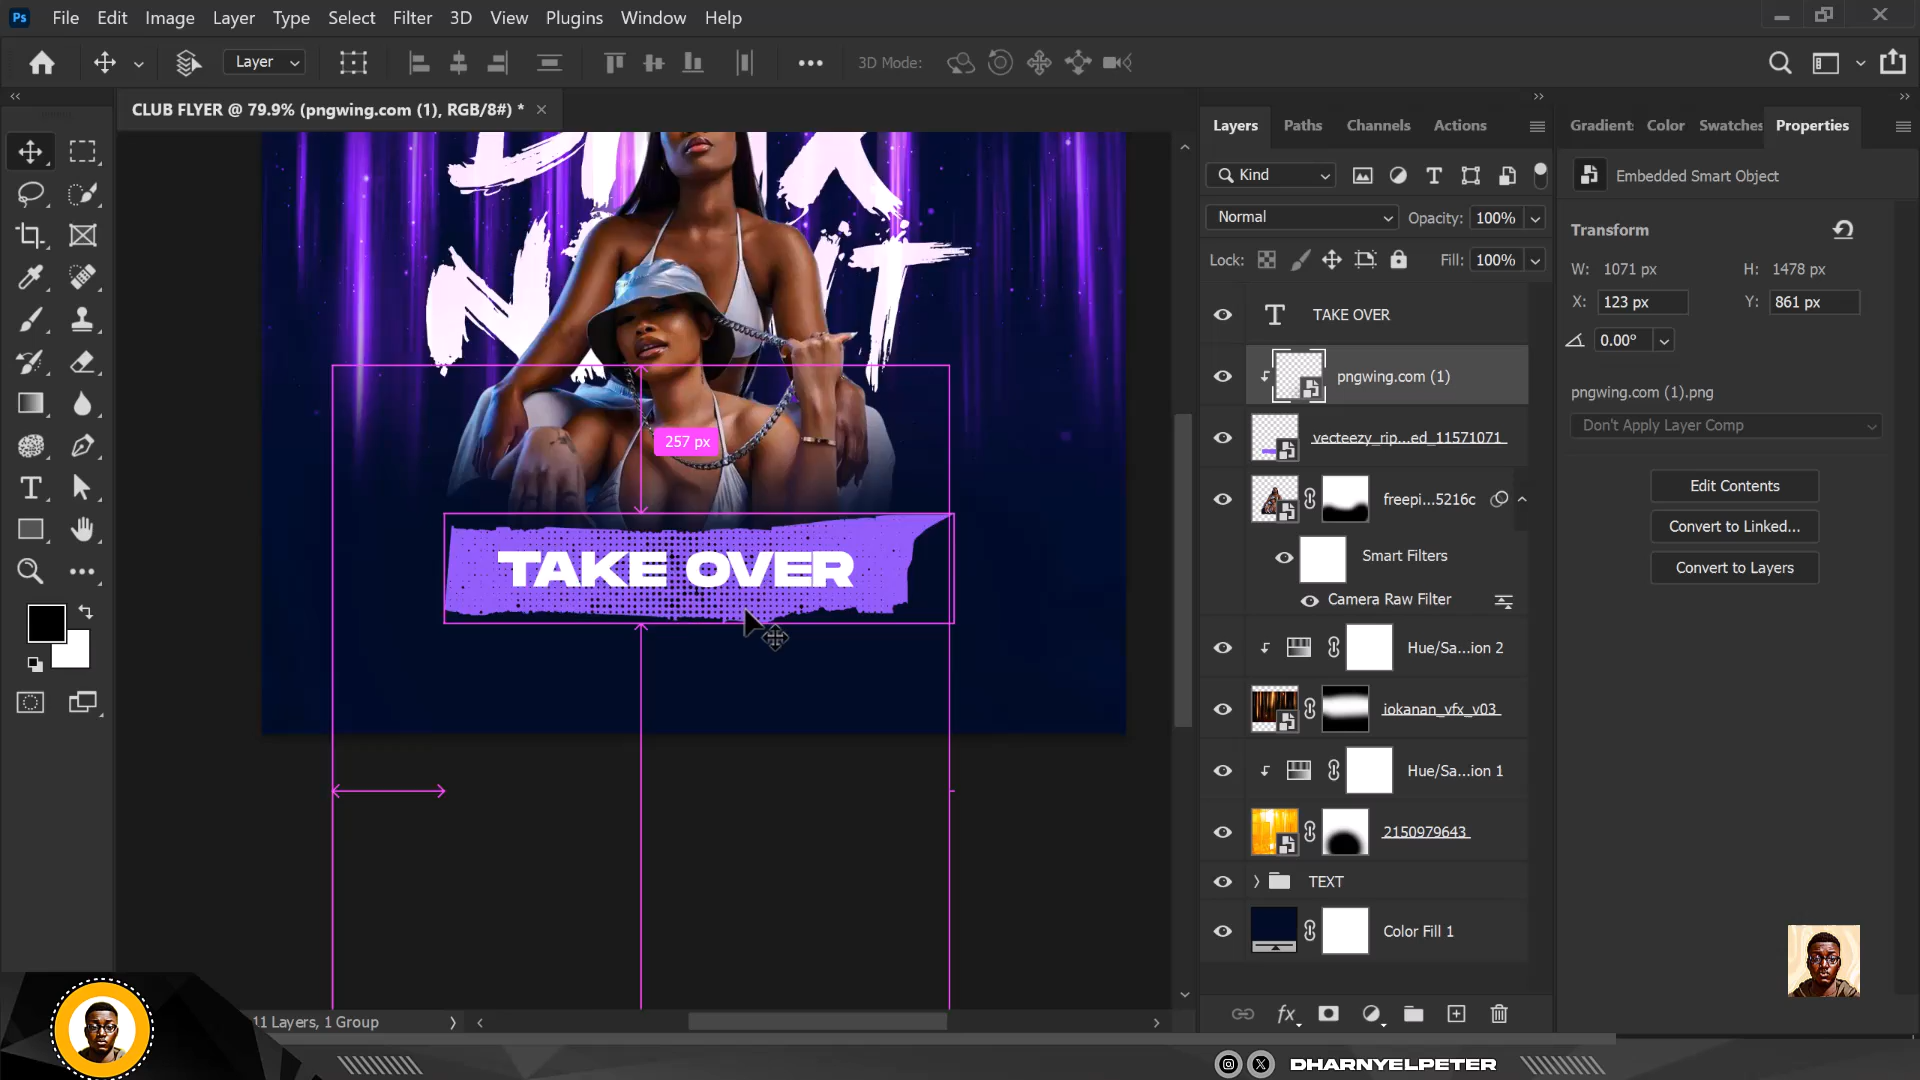 Ps File Edit Image Layer Type Select Filter 3D View Plugins Window Help
Layer 3D Mode:
CLUB FLYER @ 79.9% (pngwing.com (1), RGB/8#) *
TAKE OVER
257 px
11 Layers, 1 Group
Layers Paths Channels Actions
Kind
Normal Opacity: 100%
Lock: Fill: 100%
TAKE OVER
pngwing.com (1)
vecteezy_rip...ed_11571071
freepi...5216c
Smart Filters
Camera Raw Filter
Hue/Sa...ion 2
iokanan_vfx_v03
Hue/Sa...ion 1
2150979643
TEXT
Color Fill 1
fx
Gradient: Color Swatches Properties
Embedded Smart Object
Transform
W: 1071 px H: 1478 px
X: 123 px Y: 861 px
0.00°
pngwing.com (1).png
Don't Apply Layer Comp
Edit Contents
Convert to Linked...
Convert to Layers
DHARNYELPETER